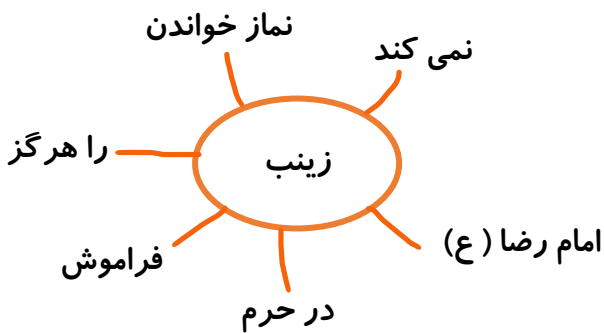 نماز خواندن
نمی کند
را هرگز
زینب
امام رضا ( ع)
فراموش
در حرم